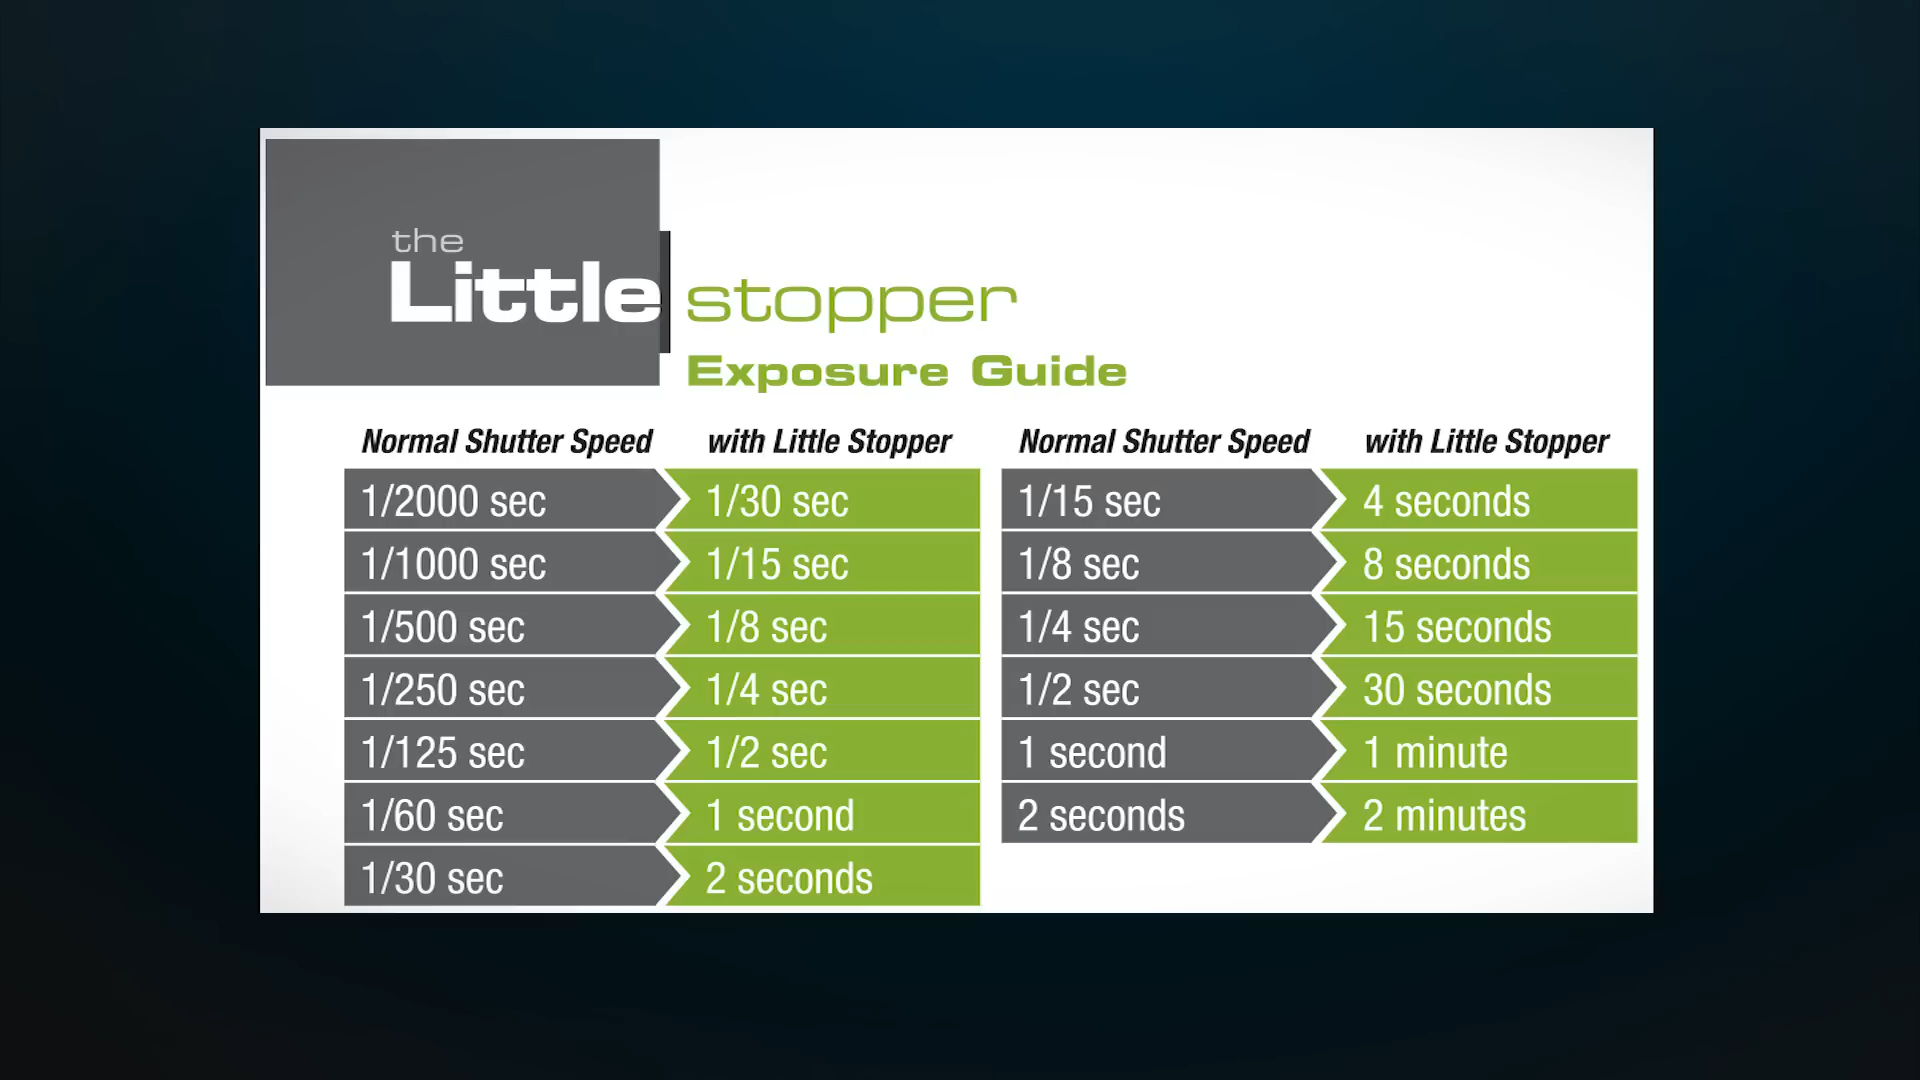 the
Little stopper
Exposure Guide
Normal Shutter Speed with Little Stopper Normal Shutter Speed with Little Stopper
1/2000 sec 1/30 sec 1/15 sec 4 seconds
1/1000 sec 1/15 sec 1/8 sec 8 seconds
1/500 sec 1/8 sec 1/4 sec 15 seconds
1/250 sec 1/4 sec 1/2 sec 30 seconds
1/125 sec 1/2 sec 1 second 1 minute
1/60 sec 1 second 2 seconds 2 minutes
1/30 sec 2 seconds